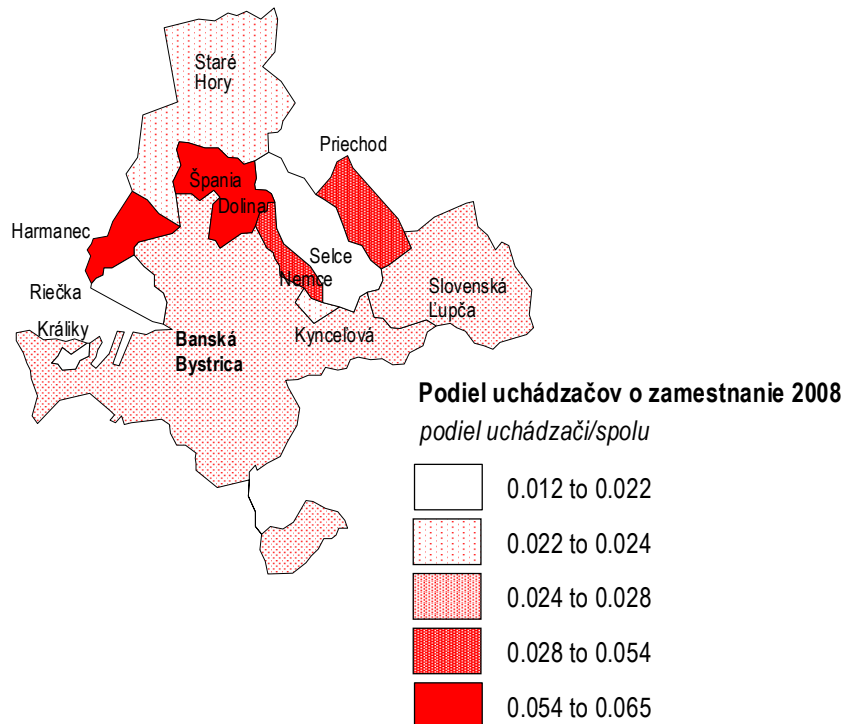 Staré
Hory
Priechod
Špania
Dolina
Harmanec
Selce
Nemce
Riečka
Slovenská
Ľupča
Králiky
Kynceľová
Banská
Bystrica
Podiel uchádzačov o zamestnanie 2008
podiel uchádzači/spolu
0.012 to 0.022
0.022 to 0.024
0.024 to 0.028
0.028 to 0.054
0.054 to 0.065